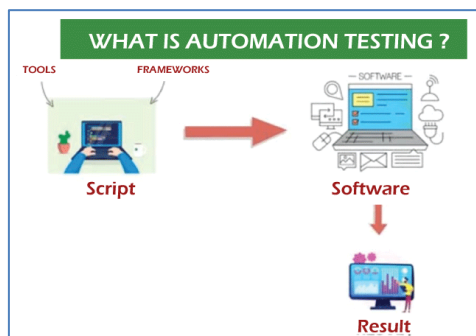 WHAT IS AUTOMATION TESTING ?
TOOLS
FRAMEWORKS
SOFTWARE
Script
Software
Result